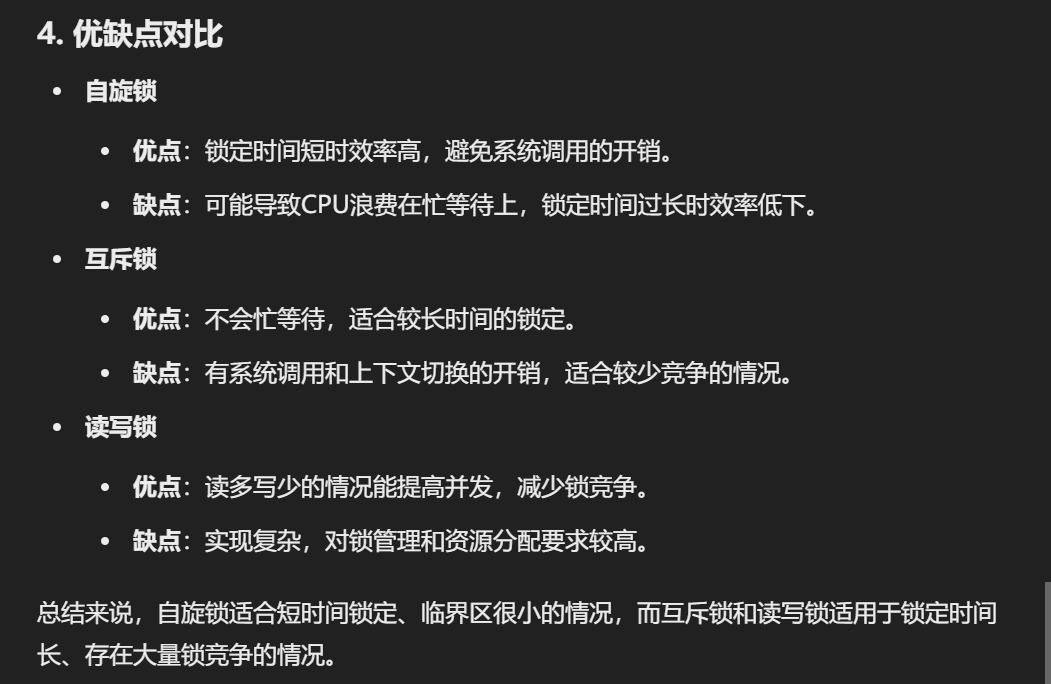 4. 优缺点对比
• 自旋锁
• 优点：锁定时间短时效率高，避免系统调用的开销。
• 缺点：可能导致CPU浪费在忙等待上，锁定时间过长时效率低下。
• 互斥锁
• 优点：不会忙等待，适合较长时间的锁定。
• 缺点：有系统调用和上下文切换的开销，适合较少竞争的情况。
• 读写锁
• 优点：读多写少的情况能提高并发，减少锁竞争。
• 缺点：实现复杂，对锁管理和资源分配要求较高。
总结来说，自旋锁适合短时间锁定、临界区很小的情况，而互斥锁和读写锁适用于锁定时间
长、存在大量锁竞争的情况。